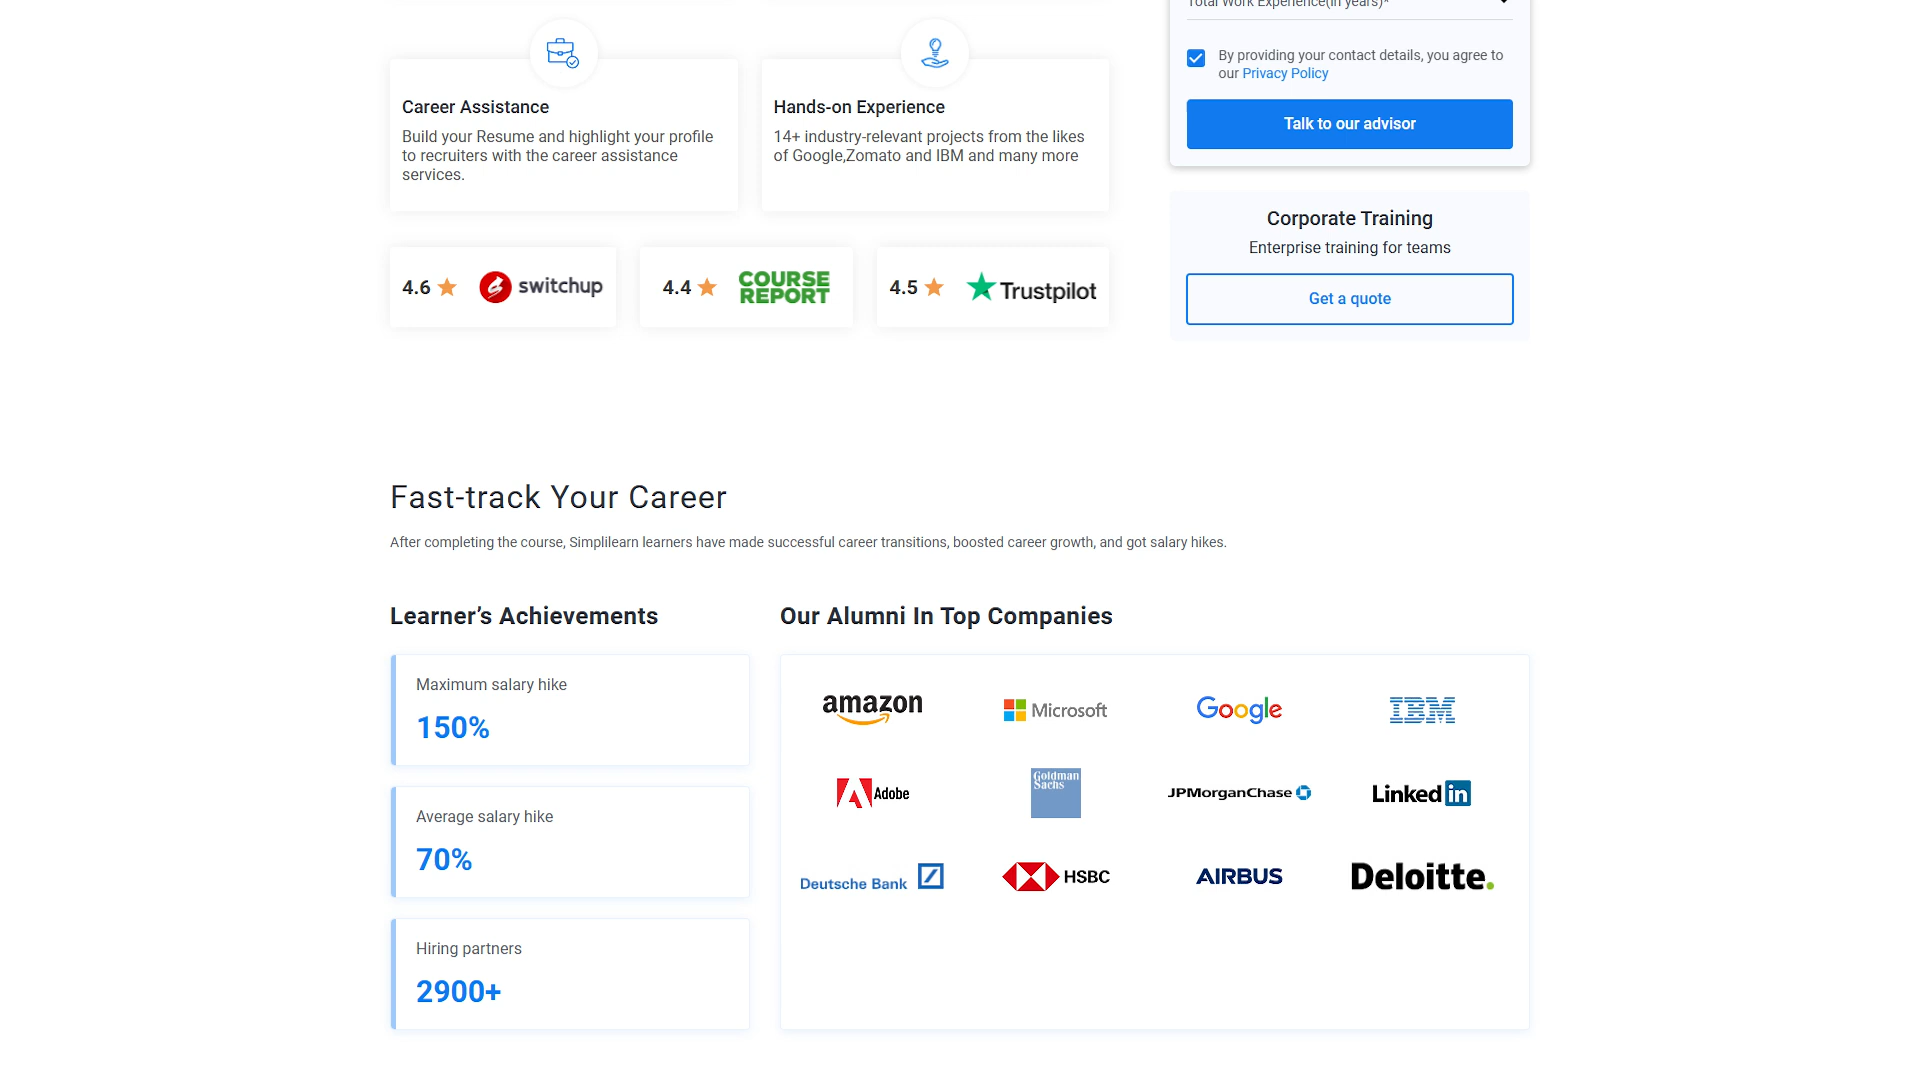 Total Work Experience(in years)*
By providing your contact details, you agree to
our Privacy Policy
Talk to our advisor
Career Assistance
Build your Resume and highlight your profile
to recruiters with the career assistance
services.
Hands-on Experience
14+ industry-relevant projects from the likes
of Google,Zomato and IBM and many more
Corporate Training
Enterprise training for teams
Get a quote
4.6 switchup
4.4 COURSE
REPORT
4.5 Trustpilot
Fast-track Your Career
After completing the course, Simplilearn learners have made successful career transitions, boosted career growth, and got salary hikes.
Learner’s Achievements
Maximum salary hike
150%
Average salary hike
70%
Hiring partners
2900+
Our Alumni In Top Companies
amazon Microsoft Google IBM
Adobe Goldman
Sachs JPMorganChase Linkedin
Deutsche Bank HSBC AIRBUS Deloitte.